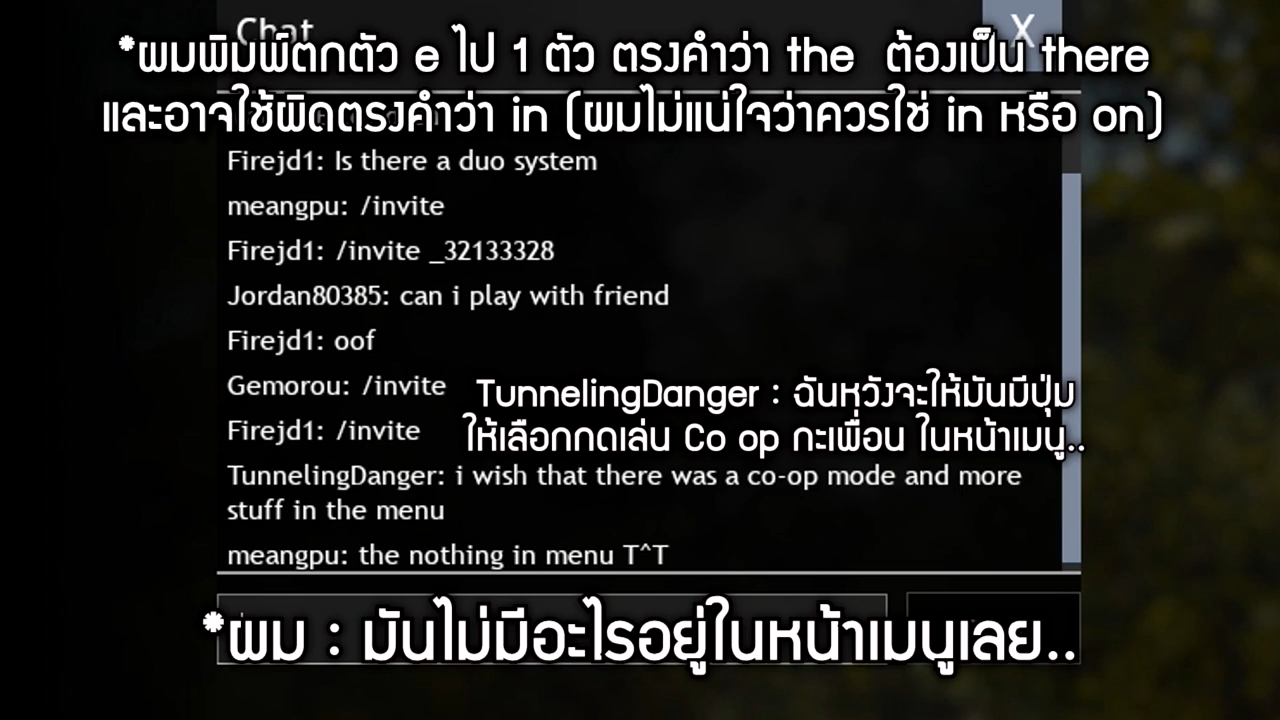 Chat
X
*ผมพิมพ์ตกตัว e ไป 1 ตัว ตรงคำว่า the ต้องเป็น there
และอาจใช้ผิดตรงคำว่า in (ผมไม่แน่ใจว่าควรใช่ in หรือ on)
Firejd1: Is there a duo system
meangpu: /invite
Firejd1: /invite _32133328
Jordan80385: can i play with friend
Firejd1: oof
Gemorou: /invite
TunnelingDanger : ฉันหวังจะให้มันมีปุ่ม
Firejd1: /invite
ให้เลือกกดเล่น Co op กะเพื่อน ในหน้าเมนู..
TunnelingDanger: i wish that there was a co-op mode and more
stuff in the menu
meangpu: the nothing in menu T^T
*ผม : มันไม่มีอะไรอยู่ในหน้าเมนูเลย..